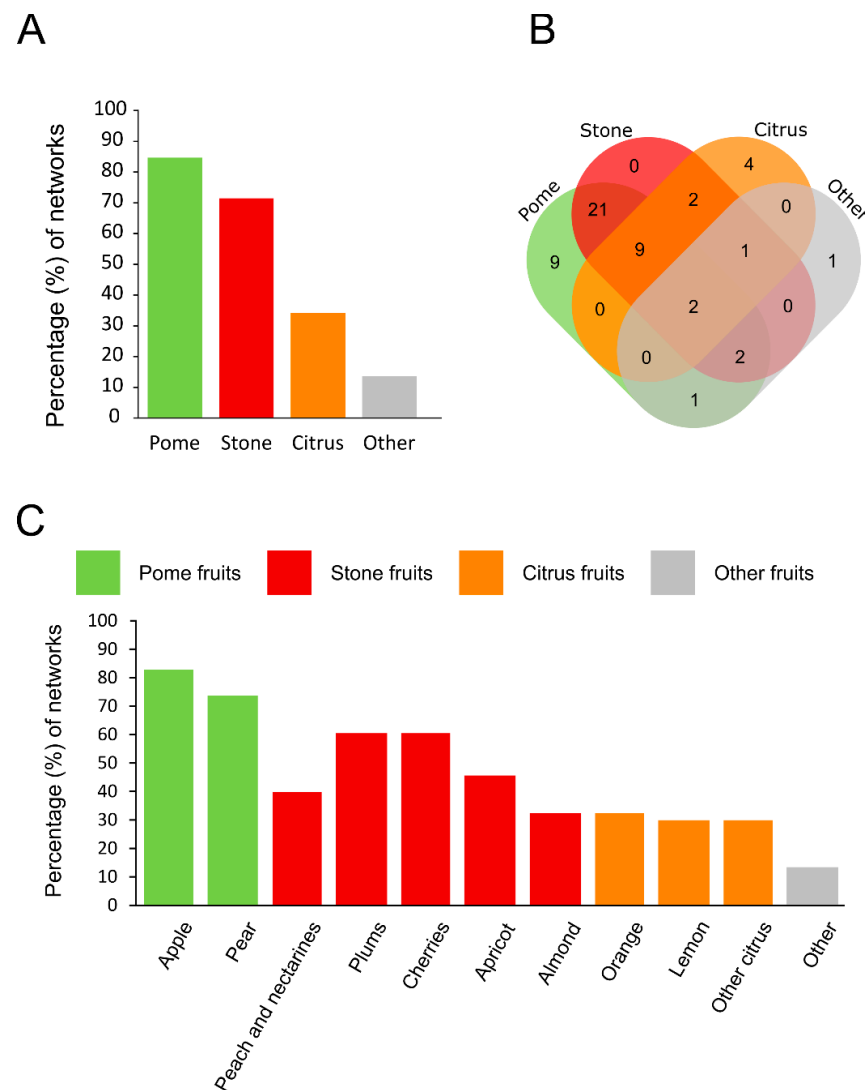 A
Percentage (%) of networks
100
90
80
70
60
50
40
30
20
10
0
Pome Stone Citrus Other
B
Stone Citrus
Pome Other
0 4
21 2 0
9 9 1 1
0 2 0
0 2
1
C
Pome fruits Stone fruits Citrus fruits Other fruits
Percentage (%) of networks
100
90
80
70
60
50
40
30
20
10
0
Apple
Pear
Peach and nectarines
Plums
Cherries
Apricot
Almond
Orange
Lemon
Other citrus
Other